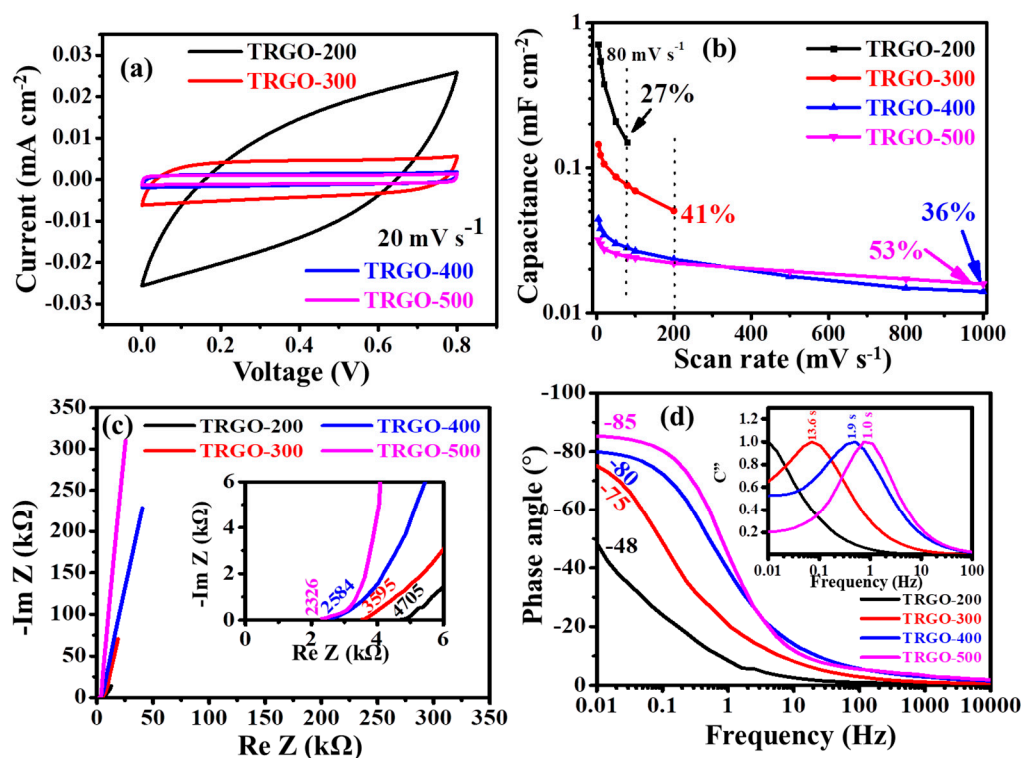 (a)
TRGO-200
TRGO-300
20 mV s-1
TRGO-400
TRGO-500
Current (mA cm-2)
0.03
0.02
0.01
0.00
-0.01
-0.02
-0.03
0.0 0.2 0.4 0.6 0.8
Voltage (V)
(b)
80 mV s-1
TRGO-200
TRGO-300
TRGO-400
TRGO-500
27%
41%
36%
53%
Capacitance (mF cm-2)
1
0.1
0.01
0 200 400 600 800 1000
Scan rate (mV s-1)
(c)
TRGO-200
TRGO-300
TRGO-400
TRGO-500
-Im Z (kΩ)
350
300
250
200
150
100
50
0
0 50 100 150 200 250 300 350
Re Z (kΩ)
-Im Z (kΩ)
6
4
2
0
2326
2584
3595
4705
0 2 4 6
Re Z (kΩ)
(d)
Phase angle (°)
-100
-80
-60
-40
-20
0
-85
-80
-75
-48
0.01 0.1 1 10 100 1000 10000
Frequency (Hz)
C”
1.0
0.8
0.6
0.4
0.2
13.6 s
1.9 s
1.0 s
0.01 0.1 1 10 100
Frequency (Hz)
TRGO-200
TRGO-300
TRGO-400
TRGO-500